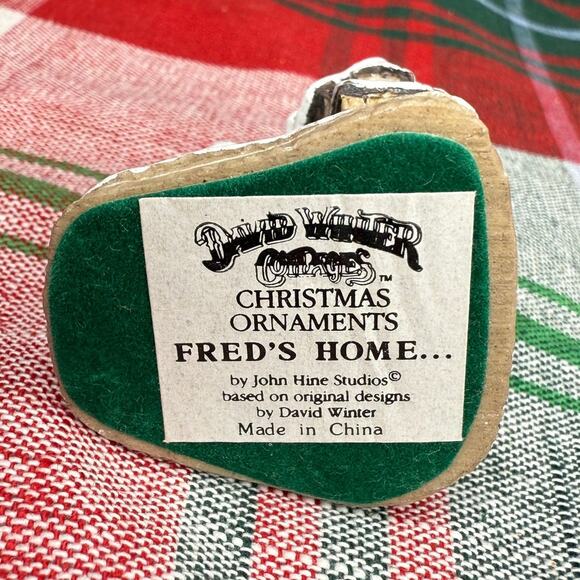 DAVID WINTER
COTTAGES™
CHRISTMAS
ORNAMENTS
FRED'S HOME...
by John Hine Studios©
based on original designs
by David Winter
Made in China